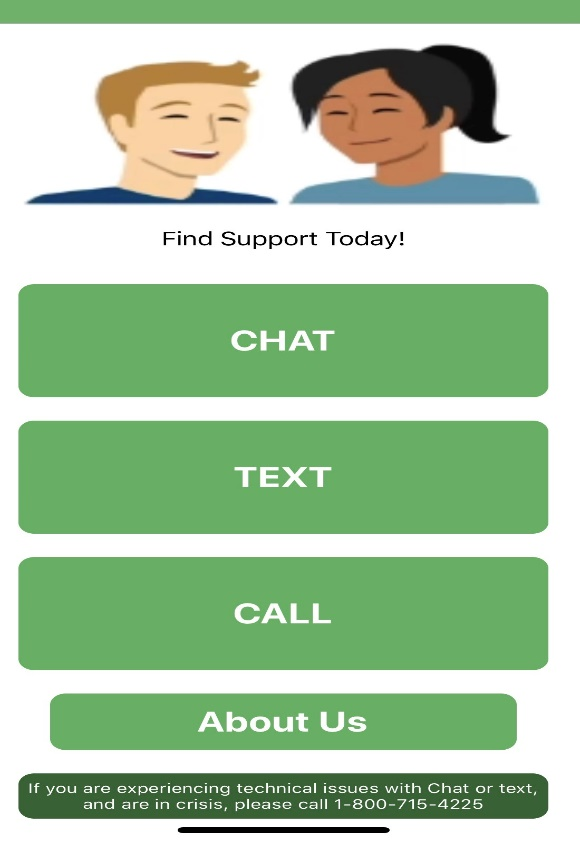 Find Support Today!
CHAT
TEXT
CALL
About Us
If you are experiencing technical issues with Chat or text,
and are in crisis, please call 1-800-715-4225